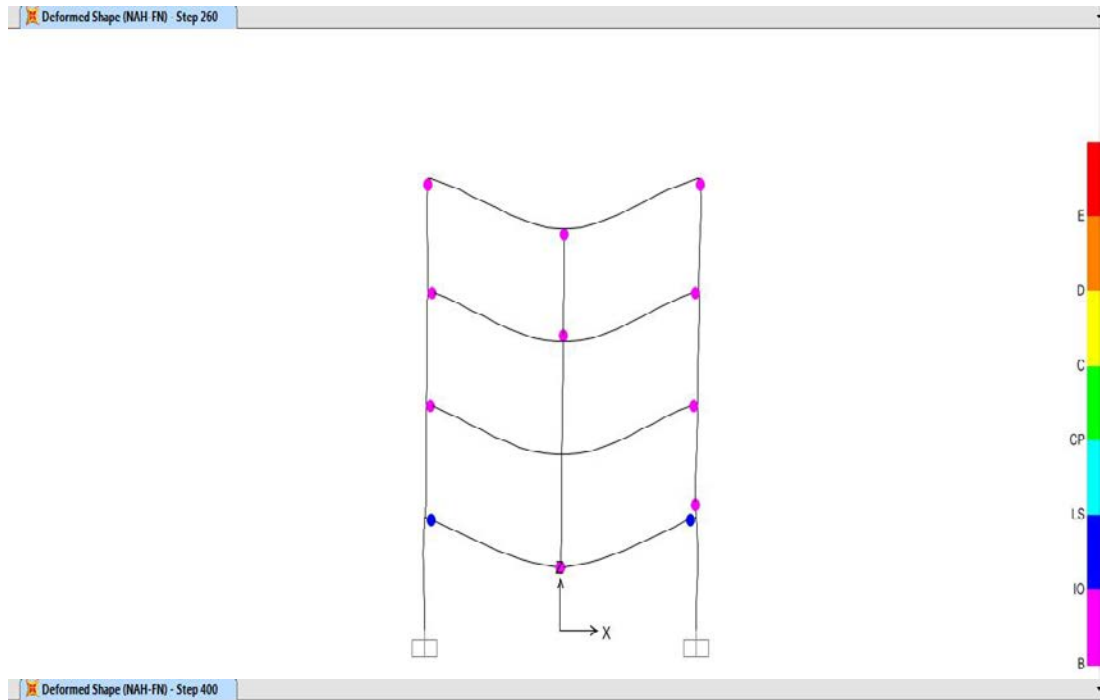 Deformed Shape (NAH-FN) - Step 260
E
D
C
CP
LS
IO
B
Z
X
Deformed Shape (NAH-FN) - Step 400